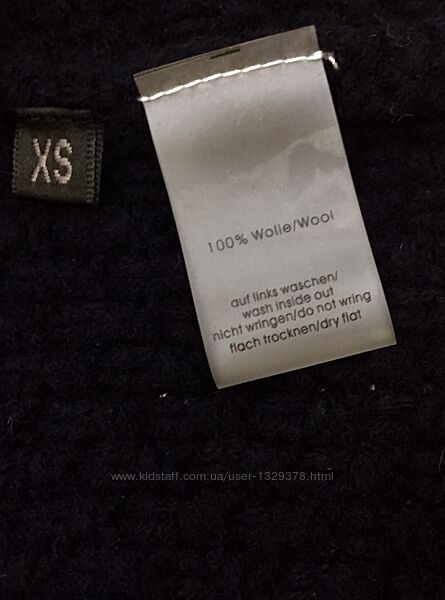 XS
100% Wolle/Wool
auf links waschen/
wash inside out
nicht wringen/do not wring
flach trocknen/dry flat
www.kidstaff.com.ua/user-1329378.html